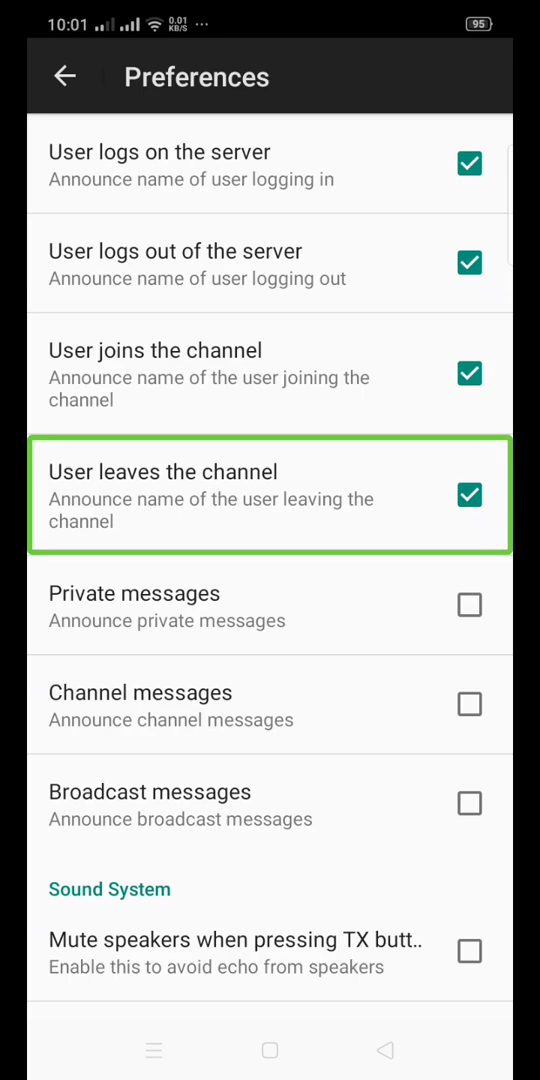 10:01 0.01 KB/S ... 95
Preferences
User logs on the server
Announce name of user logging in
User logs out of the server
Announce name of user logging out
User joins the channel
Announce name of the user joining the
channel
User leaves the channel
Announce name of the user leaving the
channel
Private messages
Announce private messages
Channel messages
Announce channel messages
Broadcast messages
Announce broadcast messages
Sound System
Mute speakers when pressing TX butt..
Enable this to avoid echo from speakers